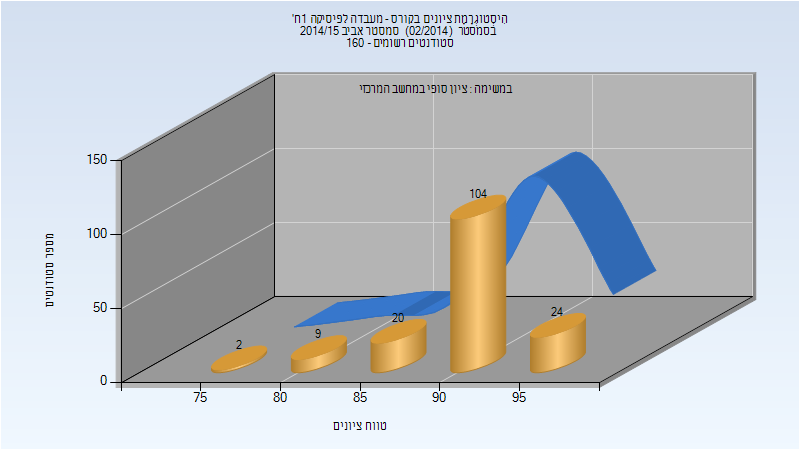 היסטוגרמת ציונים בקורס - מעבדה לפיסיקה 1ח'
בסמסטר (02/2014) סמסטר אביב 2014/15
סטודנטים רשומים - 160
במשימה : ציון סופי במחשב המרכזי
150
100
50
0
מספר סטודנטים
2
9
20
104
24
75
80
85
90
95
טווח ציונים